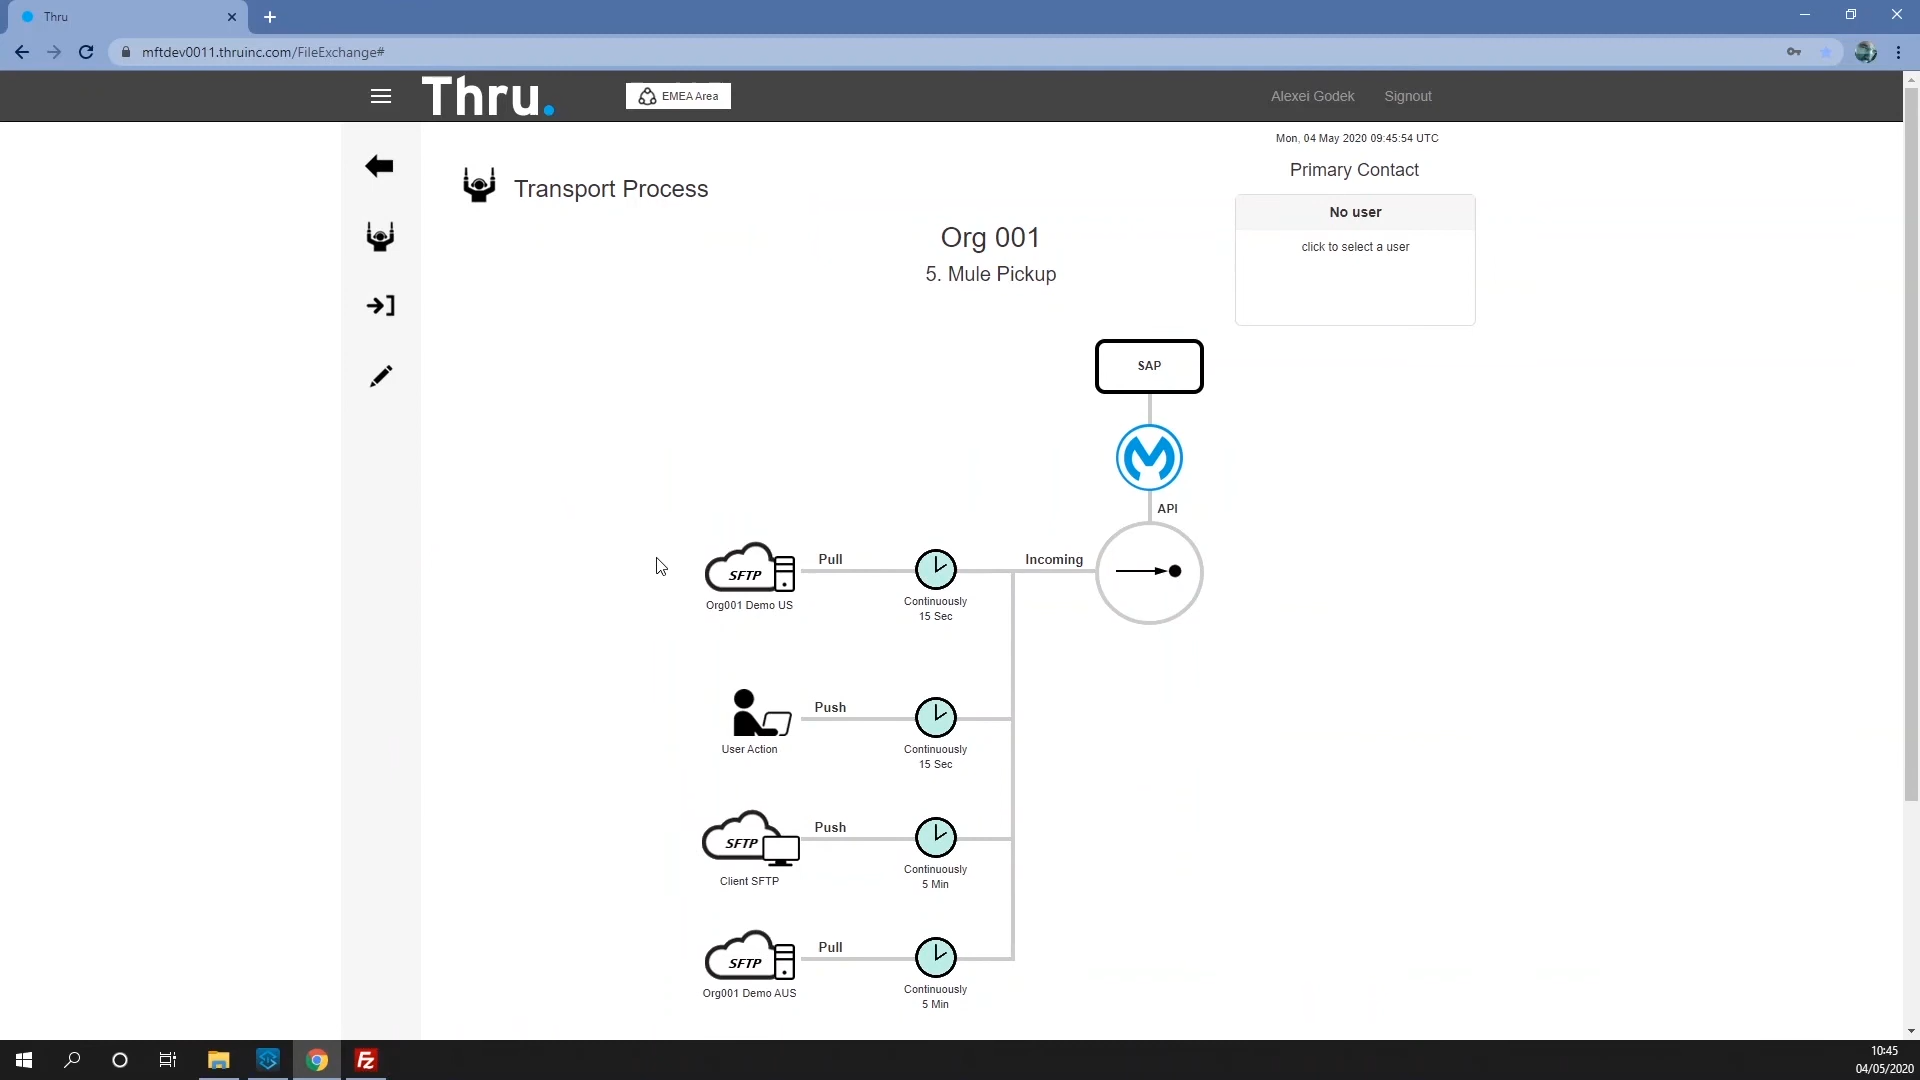 Thru
mftdev0011.thruinc.com/FileExchange#
Thru.
EMEA Area
Alexei Godek
Signout
Mon, 04 May 2020 09:45:54 UTC
Transport Process
Primary Contact
No user
click to select a user
Org 001
5. Mule Pickup
SAP
API
SFTP
Org001 Demo US
Pull
Continuously
15 Sec
Incoming
User Action
Push
Continuously
15 Sec
SFTP
Client SFTP
Push
Continuously
5 Min
SFTP
Org001 Demo AUS
Pull
Continuously
5 Min
Fz
10:45
04/05/2020